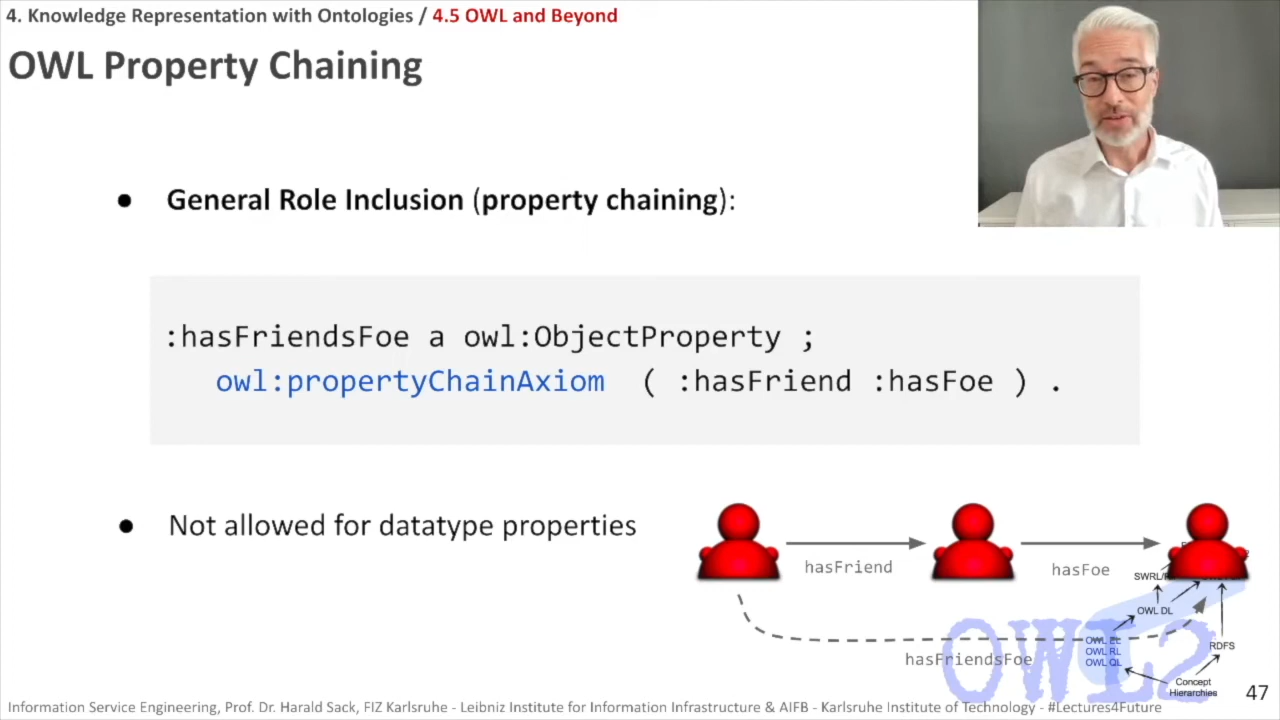 4. Knowledge Representation with Ontologies / 4.5 OWL and Beyond
OWL Property Chaining
● General Role Inclusion (property chaining):
:hasFriendsFoe a owl:ObjectProperty ;
owl:propertyChainAxiom ( :hasFriend :hasFoe ) .
● Not allowed for datatype properties
hasFriend
hasFoe
hasFriendsFoe
OWL DL
OWL EL
OWL RL
OWL QL
RDFS
Concept
Hierarchies
OWL2
47
Information Service Engineering, Prof. Dr. Harald Sack, FIZ Karlsruhe - Leibniz Institute for Information Infrastructure & AIFB - Karlsruhe Institute of Technology - #Lectures4Future